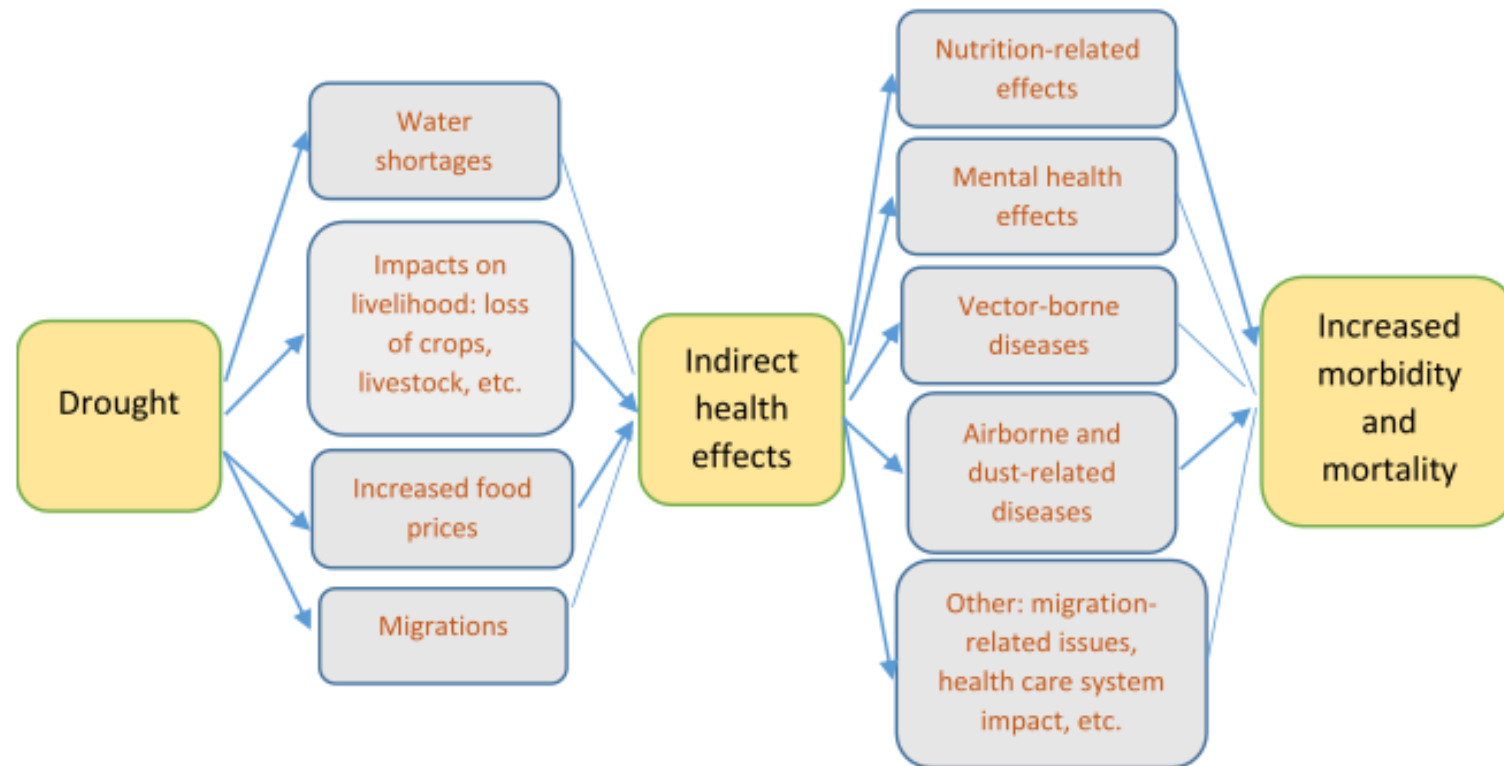 Drought
Water
shortages
Impacts on
livelihood: loss
of crops,
livestock, etc.
Increased food
prices
Migrations
Indirect
health
effects
Nutrition-related
effects
Mental health
effects
Vector-borne
diseases
Airborne and
dust-related
diseases
Other: migration-
related issues,
health care system
impact, etc.
Increased
morbidity
and
mortality